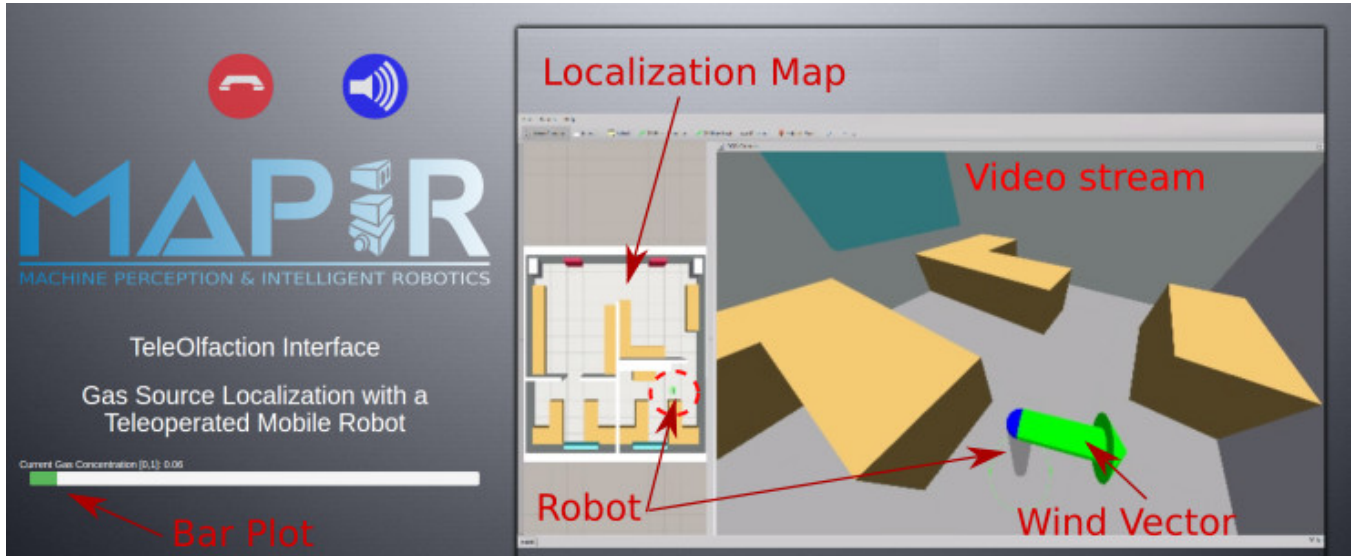 MAPIR
MACHINE PERCEPTION & INTELLIGENT ROBOTICS
TeleOlfaction Interface
Gas Source Localization with a
Teleoperated Mobile Robot
Current Gas Concentration [0,1]: 0.06
Bar Plot
Localization Map
Video stream
Robot
Wind Vector